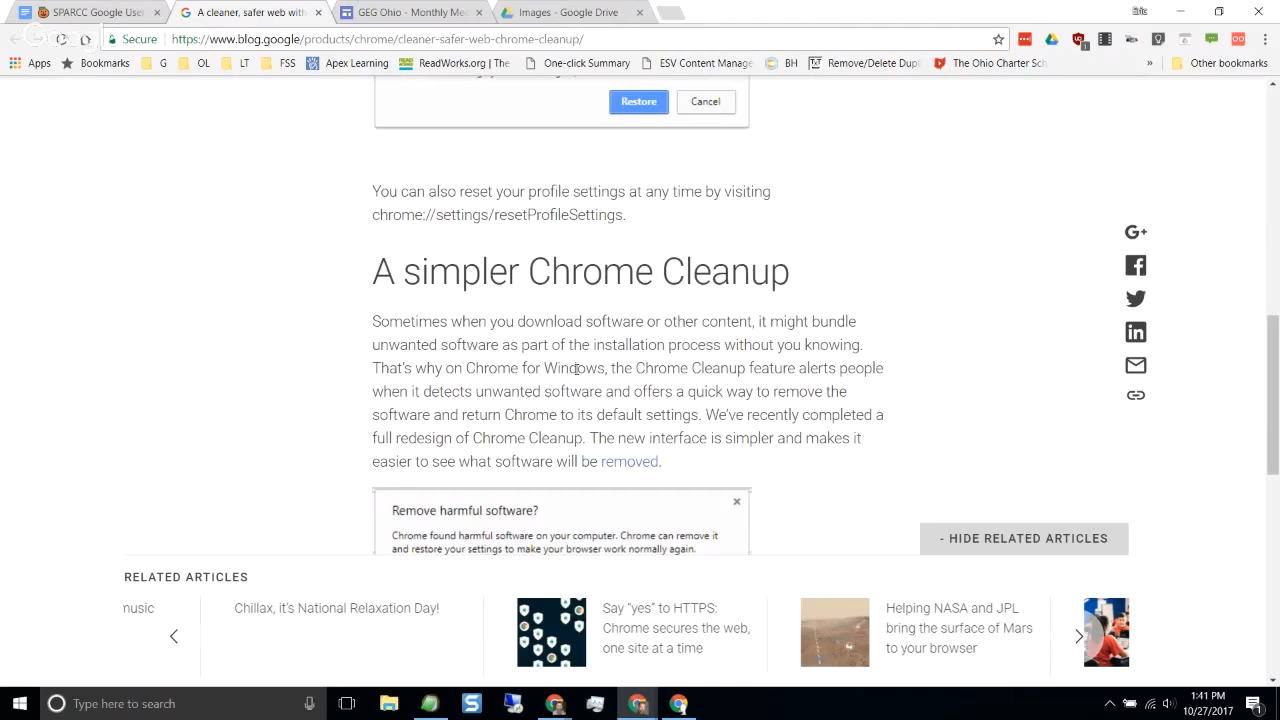 SPARCC Google User
A cleaner, safer web with
GEG Ohio - Monthly Me
Images - Google Drive
Secure
https://www.blog.google/products/chrome/cleaner-safer-web-chrome-cleanup/
Apps
Bookmarks
G
OL
LT
FSS
Apex Learning
READ
ReadWorks.org | The
One-click Summary
ESV Content Manage
BH
Remove/Delete Dupl
The Ohio Charter Sch
»
Other bookmarks
Restore
Cancel
You can also reset your profile settings at any time by visiting
chrome://settings/resetProfileSettings.
A simpler Chrome Cleanup
Sometimes when you download software or other content, it might bundle
unwanted software as part of the installation process without you knowing.
That's why on Chrome for Windows, the Chrome Cleanup feature alerts people
when it detects unwanted software and offers a quick way to remove the
software and return Chrome to its default settings. We've recently completed a
full redesign of Chrome Cleanup. The new interface is simpler and makes it
easier to see what software will be removed.
Remove harmful software?
Chrome found harmful software on your computer. Chrome can remove it
and restore your settings to make your browser work normally again.
- HIDE RELATED ARTICLES
RELATED ARTICLES
music
Chillax, it's National Relaxation Day!
Say "yes" to HTTPS:
Chrome secures the web,
one site at a time
Helping NASA and JPL
bring the surface of Mars
to your browser
Type here to search
1:41 PM
10/27/2017